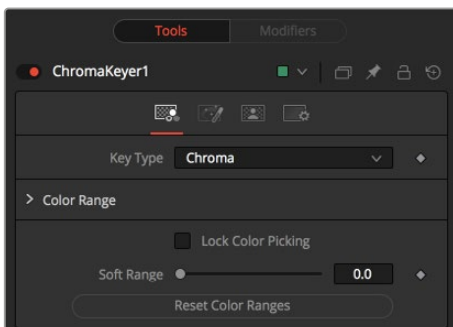 Tools Modifiers
ChromaKeyer1
Key Type Chroma
Color Range
Lock Color Picking
Soft Range 0.0
Reset Color Ranges